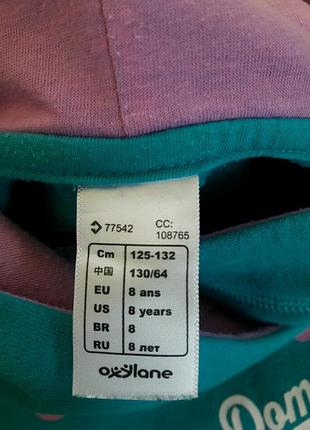 77542 CC:
108765
Cm 125-132
中国 130/64
EU 8 ans
US 8 years
BR 8
RU 8 лет
oxylane
Dom